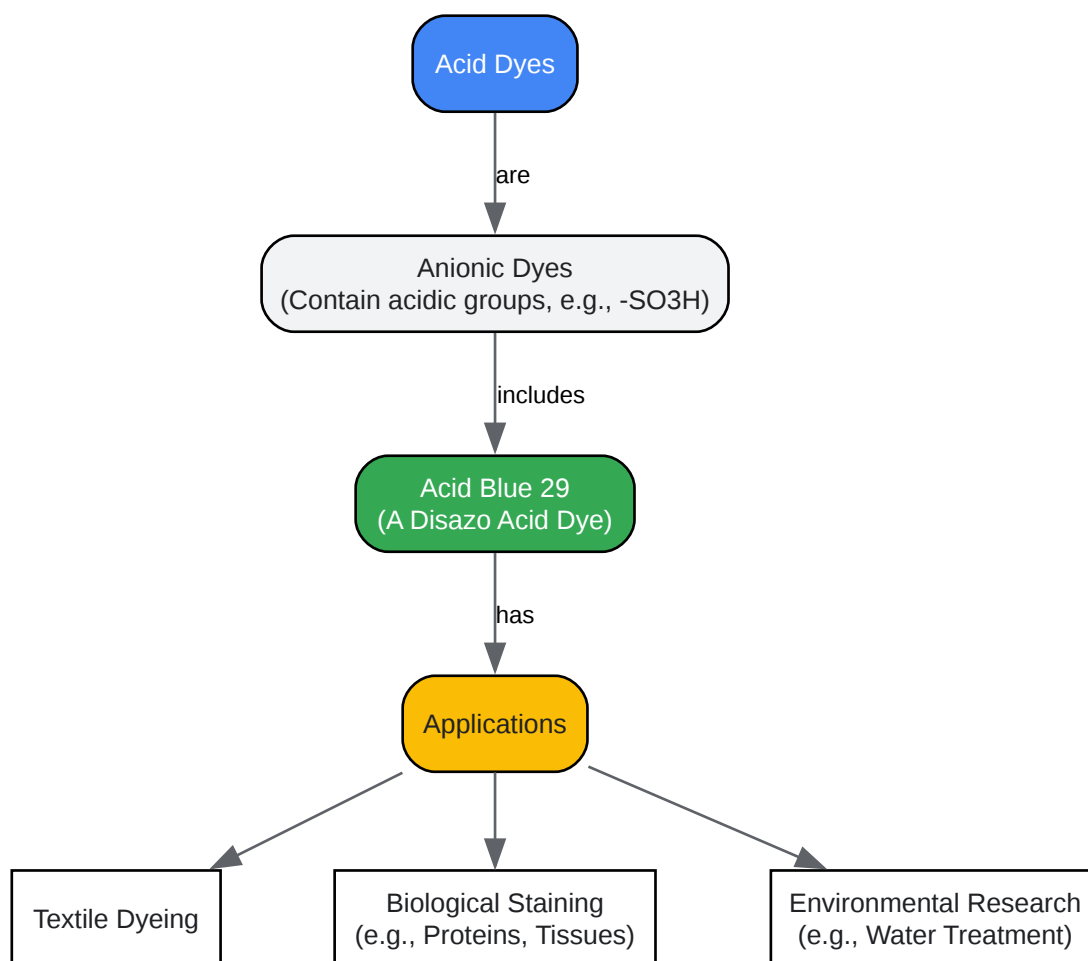 Acid Dyes
are
Anionic Dyes
(Contain acidic groups, e.g., -SO3H)
includes
Acid Blue 29
(A Disazo Acid Dye)
has
Applications
Textile Dyeing
Biological Staining
(e.g., Proteins, Tissues)
Environmental Research
(e.g., Water Treatment)